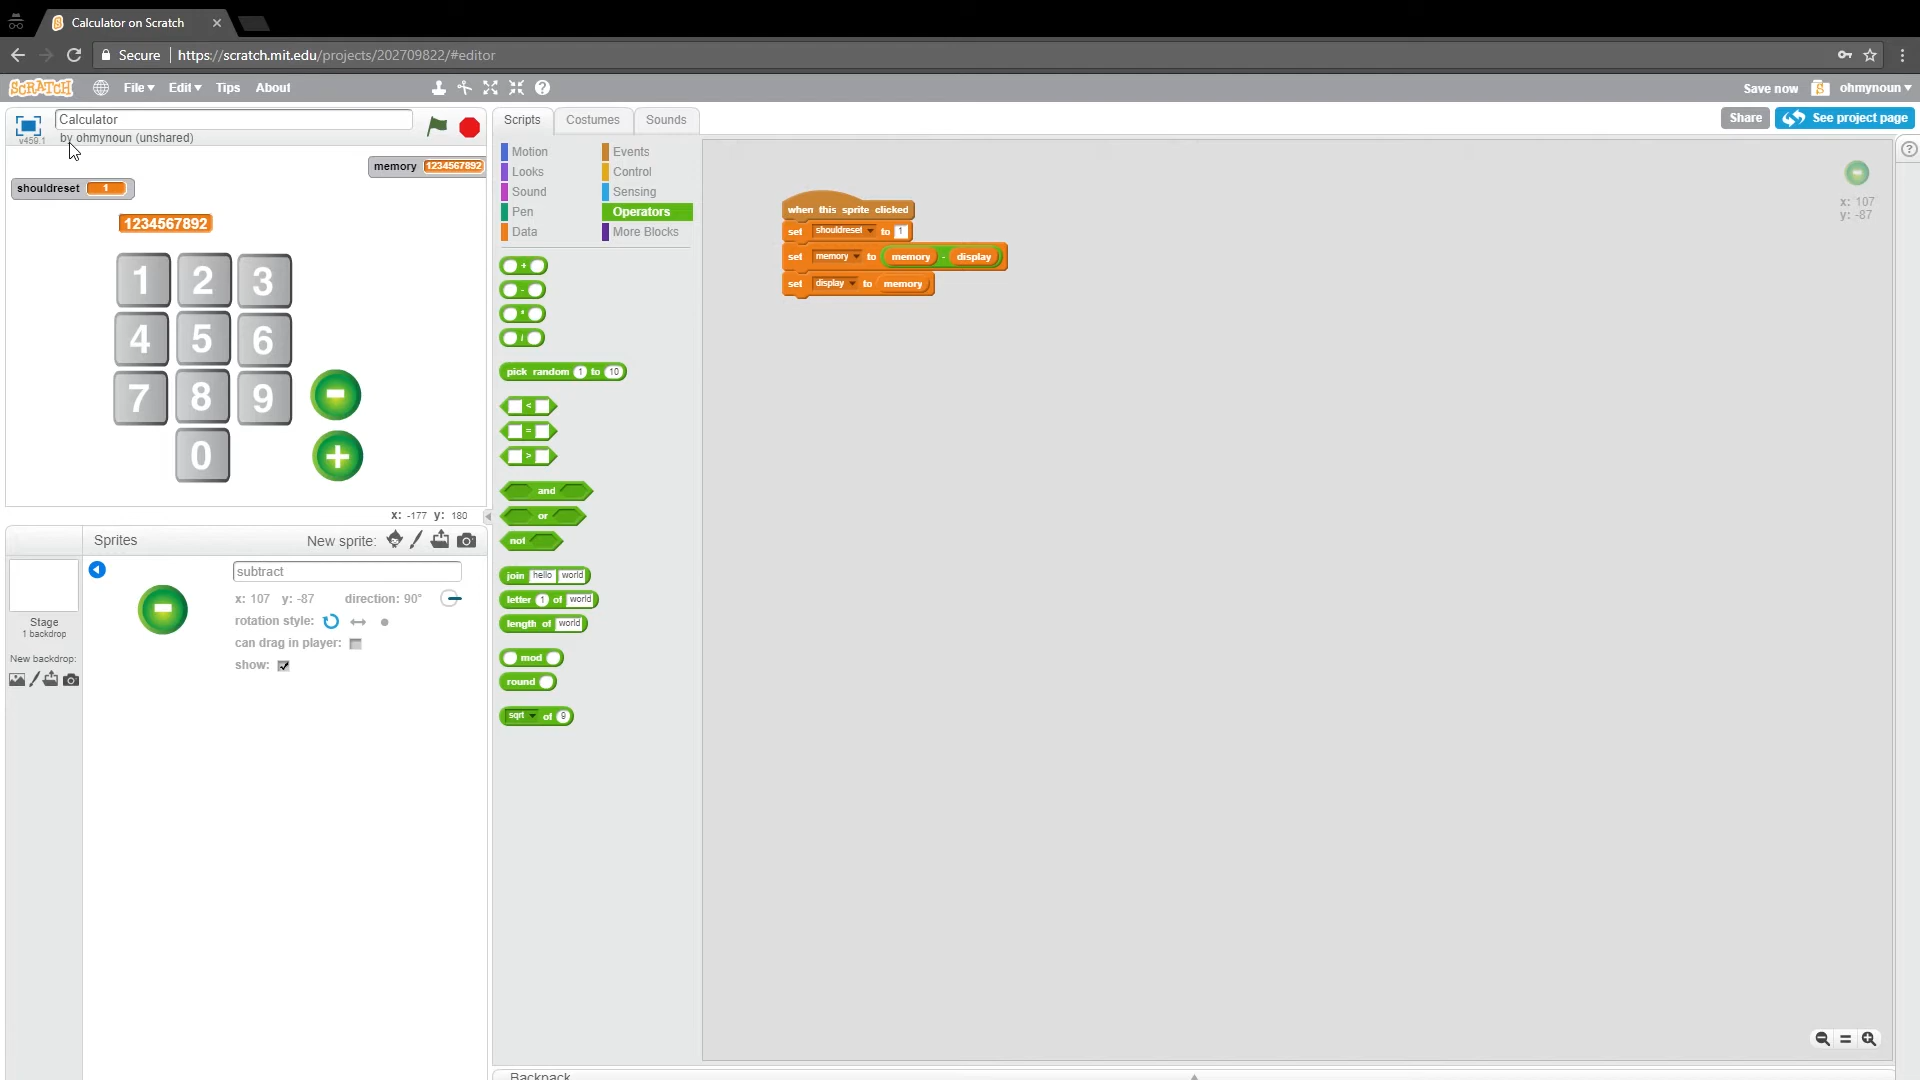 Calculator on Scratch
Secure https://scratch.mit.edu/projects/202709822/#editor
SCRATCH File Edit Tips About Save now ohmynoun
Calculator
by ohmynoun (unshared)
v459.1
Scripts Costumes Sounds Share See project page
memory 1234567892
shouldreset 1
1234567892
1 2 3
4 5 6
7 8 9 -
0 +
x: -177 y: 180
Motion Events
Looks Control
Sound Sensing
Pen Operators
Data More Blocks
+
-
*
/
pick random 1 to 10
<
=
>
and
or
not
join hello world
letter 1 of world
length of world
mod
round
sqrt of 9
when this sprite clicked
set shouldreset to 1
set memory to memory - display
set display to memory
x: 107
y: -87
Sprites New sprite:
subtract
x: 107 y: -87 direction: 90°
rotation style:
can drag in player:
show:
Stage
1 backdrop
New backdrop:
Backpack